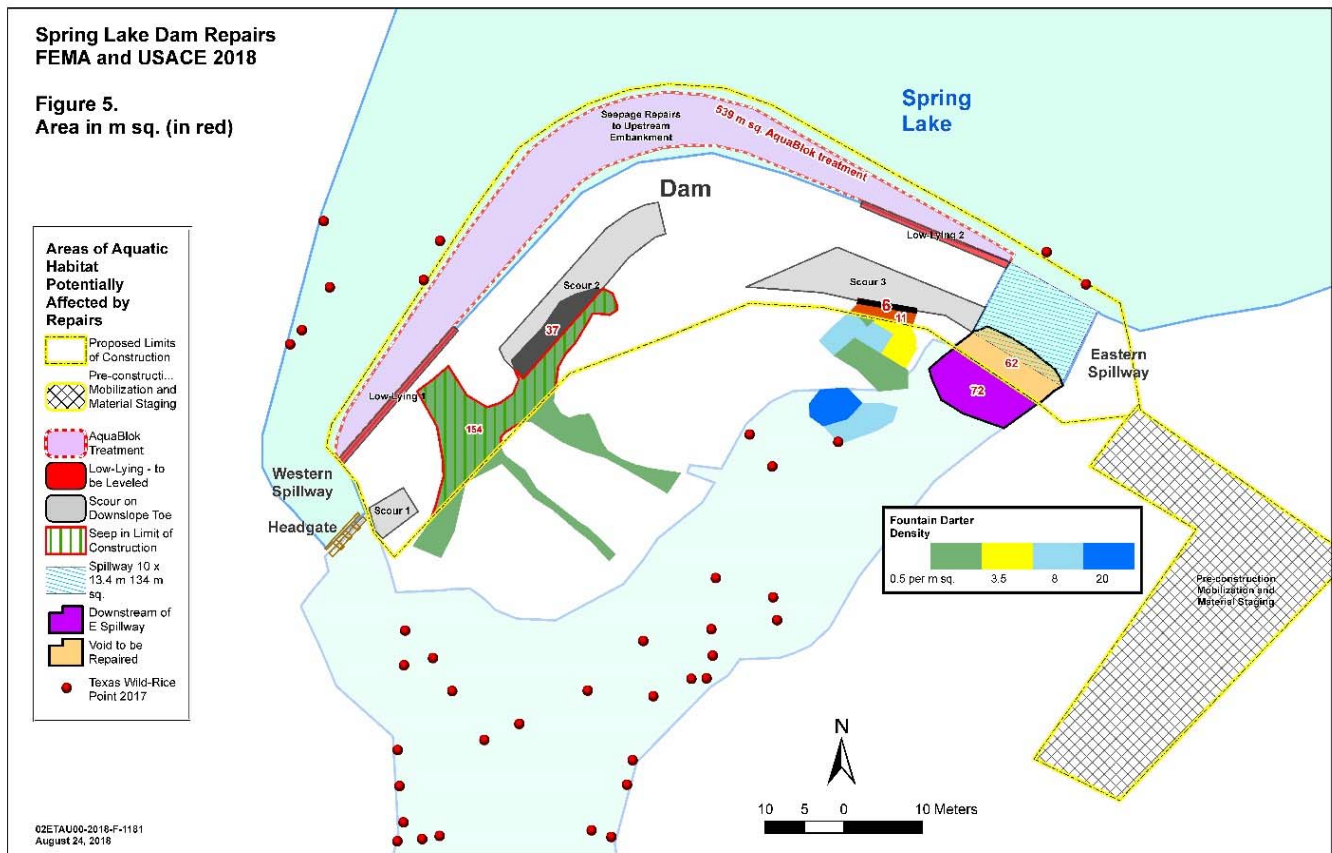 Spring Lake Dam Repairs
FEMA and USACE 2018
Figure 5.
Area in m sq. (in red)
Spring
Lake
Seepage Repairs
to Upstream
Embankment
539 m sq. AquaBlok treatment
Dam
Low-Lying 2
Scour 3
Scour 2
6
11
37
62
72
Eastern
Spillway
Low-Lying 1
154
Western
Spillway
Headgate
Scour 1
Areas of Aquatic
Habitat
Potentially
Affected by
Repairs
Proposed Limits
of Construction
Pre-constructi...
Mobilization and
Material Staging
AquaBlok
Treatment
Low-Lying - to
be Leveled
Scour on
Downslope Toe
Seep in Limit of
Construction
Spillway 10 x
13.4 m 134 m
sq.
Downstream of
E Spillway
Void to be
Repaired
Texas Wild-Rice
Point 2017
Fountain Darter
Density
0.5 per m sq. 3.5 8 20
Pre-construction
Mobilization and
Material Staging
N
10 5 0 10 Meters
02ETAU00-2018-F-1181
August 24, 2018